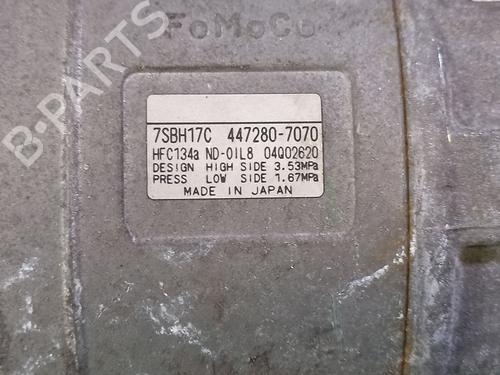 FoMoCo
B-PARTS
7SBH17C 447280-7070
HFC134a ND-OIL8 04Q02620
DESIGN HIGH SIDE 3.53MPa
PRESS LOW SIDE 1.67MPa
MADE IN JAPAN